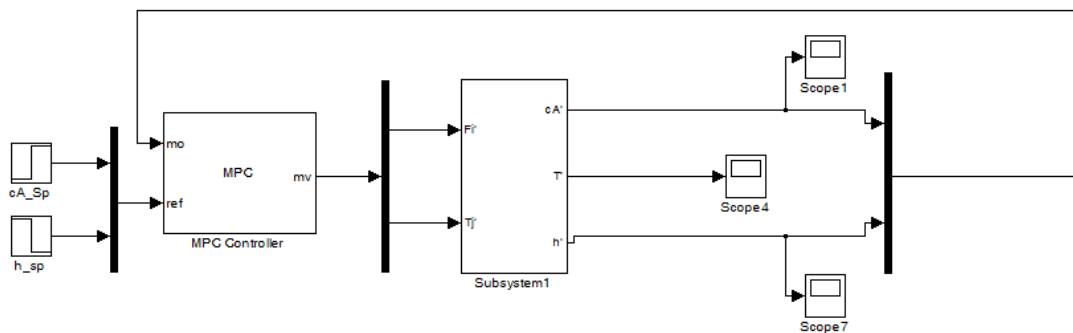 Scope1
cA'
Fi'
mo
MPC
cA_Sp
mv
T'
ref
Scope4
MPC Controller
Tj'
h'
h_sp
Subsystem1
Scope7